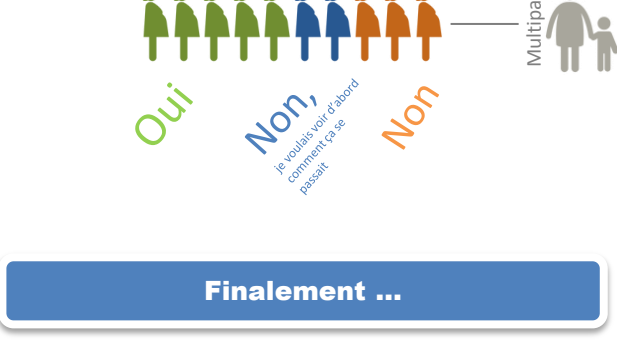 Multipa
Oui
Non,
je voulais voir d'abord
comment ça se
passait
Non
Finalement ...